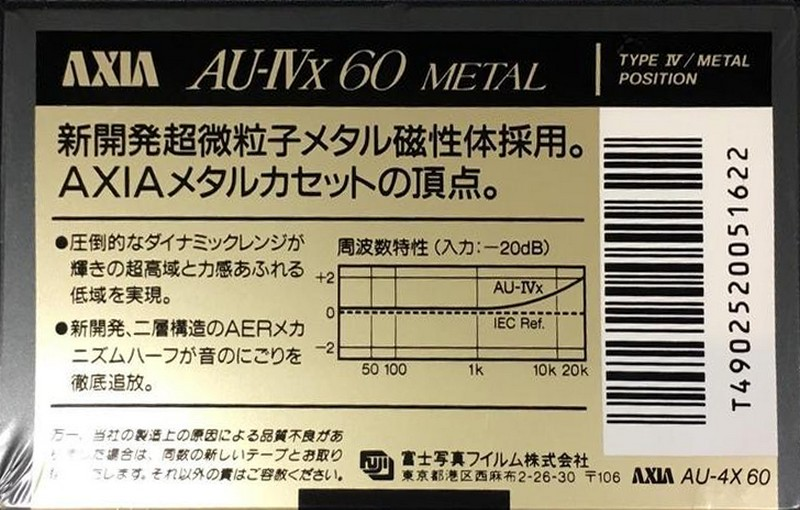 AXIA AU-IVx 60 METAL
TYPE IV / METAL
POSITION
新開発超微粒子メタル磁性体採用。
AXIAメタルカセットの頂点。
●圧倒的なダイナミックレンジが
輝きの超高域と力感あふれる
低域を実現。
●新開発、二層構造のAERメカ
ニズムハーフが音のにごりを
徹底追放。
周波数特性(入力:−20dB)
+2
AU-IVx
0
IEC Ref.
−2
50 100 1k 10k 20k
T4902520051622
万一、当社の製造上の原因による品質不良があ
た場合は、同数の新しいテープとお取り
します。それ以外の責はご容赦ください。
FUJI 富士写真フイルム株式会社
東京都港区西麻布2-26-30 〒106
AXIA AU-4X 60